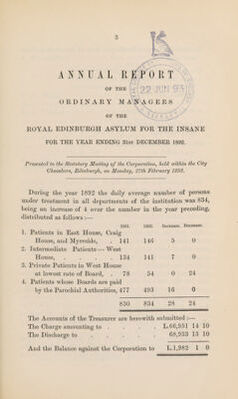 3
ANNUAL REPORT
22 JUN 93
OF THE
ORDINARY MANAGERS
OF THE
ROYAL EDINBURGH ASYLUM FOR THE INSANE
FOR THE YEAR ENDING 31st DECEMBER 1892.
Presented to the Statutory Meeting of the Corporation, held within the City
Chambers, Edinburgh, on Monday, 27th February 1893.
During the year 1892 the daily average number of persons
under treatment in all departments of the institution was 834,
being an increase of 4 over the number in the year preceding,
distributed as follows :—
1891. 1892. Increase. Decrease.
1. Patients in East House, Craig
House, and Myreside, 141 146 5 0
2. Intermediate Patients — West
House, . . . . 134 141 7 0
3. Private Patients in West House
at lowest rate of Board, . 78 54 0 24
4. Patients whose Boards are paid
by the Parochial Authorities, 477 493 16 0
830 834 28 24
The Accounts of the Treasurer are herewith submitted :—
The Charge amounting to . . . . L.66,951 14 10
The Discharge to . . . . 68,933 15 10
And the Balance against the Corporation to L.1,982 1 0